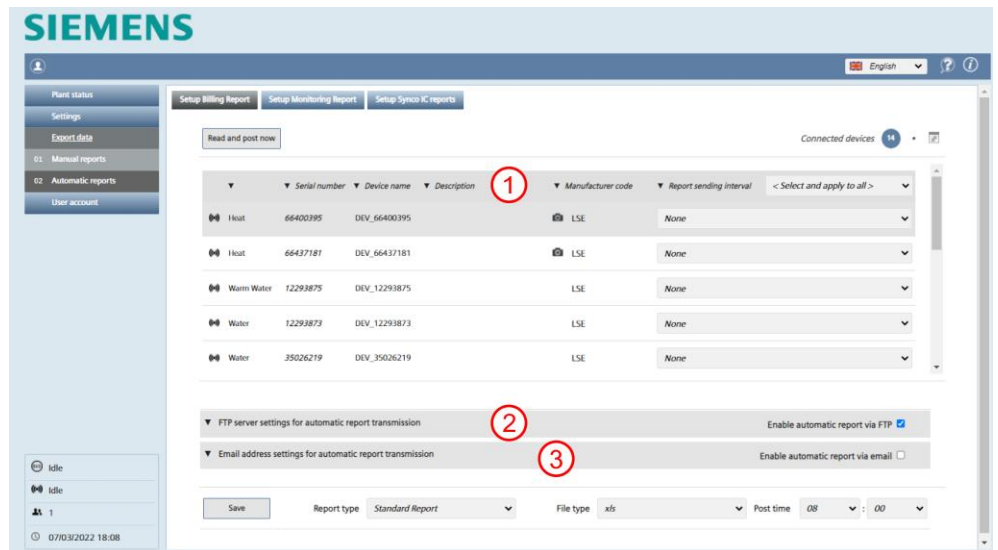 SIEMENS
English
Plant status
Settings
Export data
01 Manual reports
02 Automatic reports
User account
Setup Billing Report Setup Monitoring Report Setup Synco IC reports
Read and post now Connected devices 14
▼ ▼ Serial number ▼ Device name ▼ Description 1 ▼ Manufacturer code ▼ Report sending interval < Select and apply to all >
Heat 66400395 DEV_66400395 LSE None
Heat 66437181 DEV_66437181 LSE None
Warm Water 12293875 DEV_12293875 LSE None
Water 12293873 DEV_12293873 LSE None
Water 35026219 DEV_35026219 LSE None
▼ FTP server settings for automatic report transmission 2 Enable automatic report via FTP
▼ Email address settings for automatic report transmission 3 Enable automatic report via email
Save Report type Standard Report File type xls Post time 08 : 00
Idle
Idle
1
07/03/2022 18:08